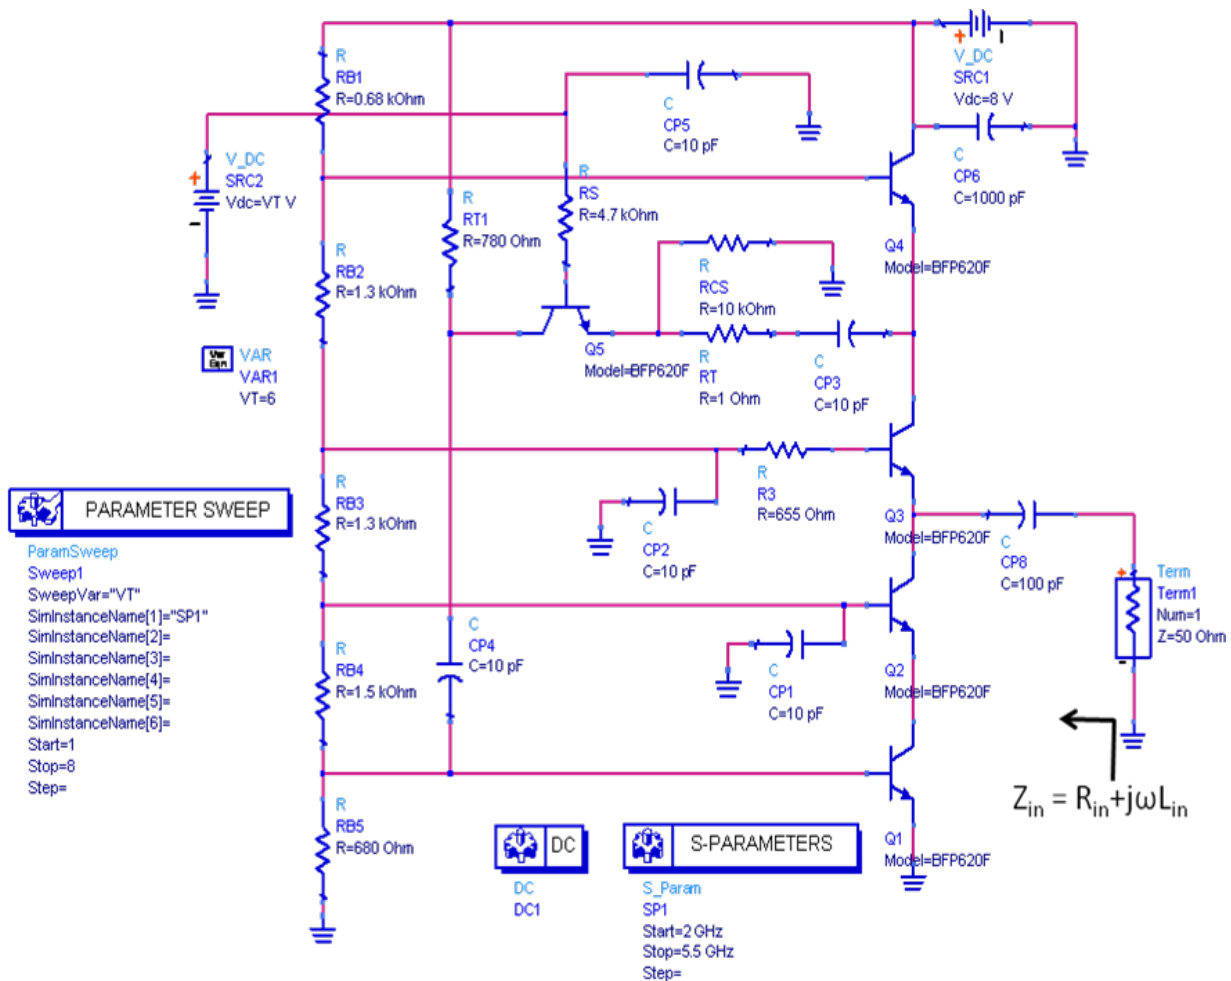 R
RB1
R=0.68 kOhm
C
CP5
C=10 pF
+
V_DC
SRC1
Vdc=8 V
C
CP6
C=1000 pF
+
V_DC
SRC2
Vdc=VT V
-
R
RS
R=4.7 kOhm
R
RT1
R=780 Ohm
R
RB2
R=1.3 kOhm
R
RCS
R=10 kOhm
Q4
Model=BFP620F
Var
Eqn
VAR
VAR1
VT=6
Q5
Model=BFP620F
R
RT
R=1 Ohm
C
CP3
C=10 pF
PARAMETER SWEEP
ParamSweep
Sweep1
SweepVar="VT"
SimInstanceName[1]="SP1"
SimInstanceName[2]=
SimInstanceName[3]=
SimInstanceName[4]=
SimInstanceName[5]=
SimInstanceName[6]=
Start=1
Stop=8
Step=
R
RB3
R=1.3 kOhm
C
CP2
C=10 pF
R
R3
R=655 Ohm
Q3
Model=BFP620F
C
CP8
C=100 pF
+
Term
Term1
Num=1
Z=50 Ohm
-
R
RB4
R=1.5 kOhm
C
CP4
C=10 pF
C
CP1
C=10 pF
Q2
Model=BFP620F
Zin = Rin+jωLin
R
RB5
R=680 Ohm
DC
DC
DC1
S-PARAMETERS
S_Param
SP1
Start=2 GHz
Stop=5.5 GHz
Step=
Q1
Model=BFP620F